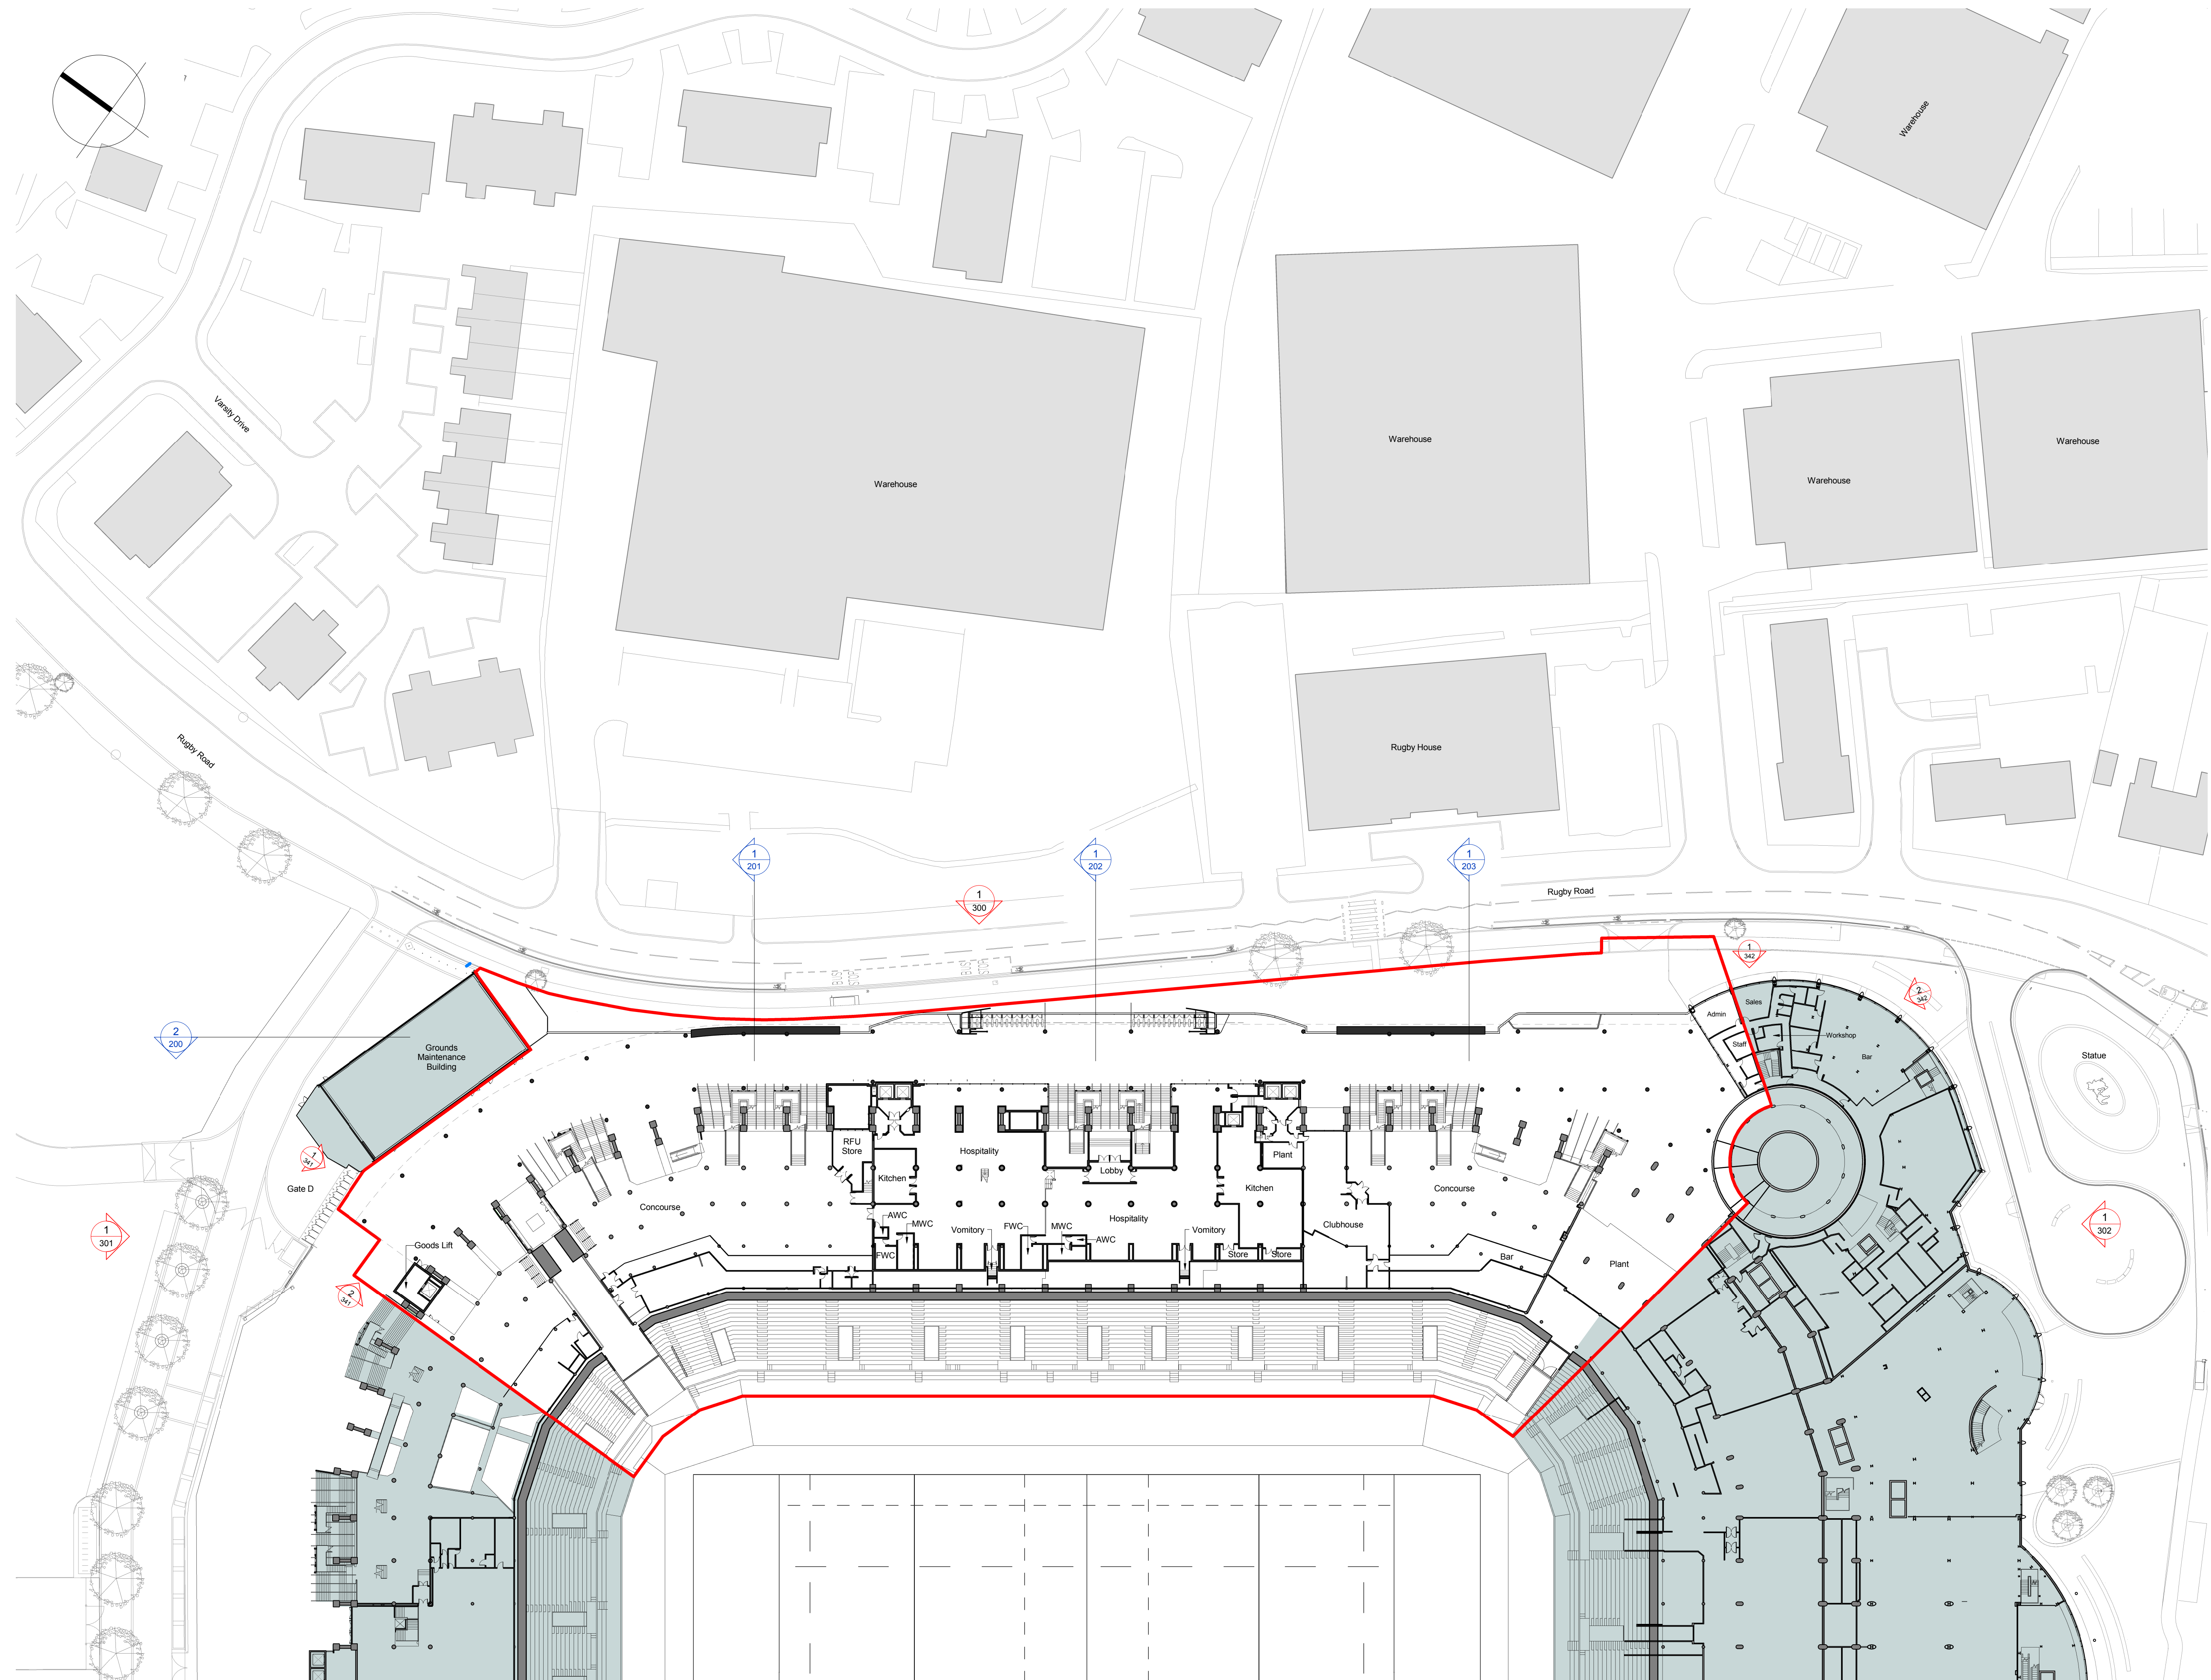 Warehouse
Varsity Drive
Warehouse
Warehouse
Warehouse
Warehouse
Rugby House
Rugby Road
1
201
1
202
1
203
1
300
Rugby Road
1
342
2
342
2
200
Grounds
Maintenance
Building
Sales
Admin
Staff
Workshop
Bar
Statue
RFU
Store
Hospitality
Lobby
Plant
Kitchen
Kitchen
1
341
Gate D
Concourse
Concourse
AWC
MWC
Vomitory
FWC
MWC
Hospitality
Vomitory
Clubhouse
AWC
FWC
Store
Store
Bar
Plant
1
301
1
302
Goods Lift
2
341